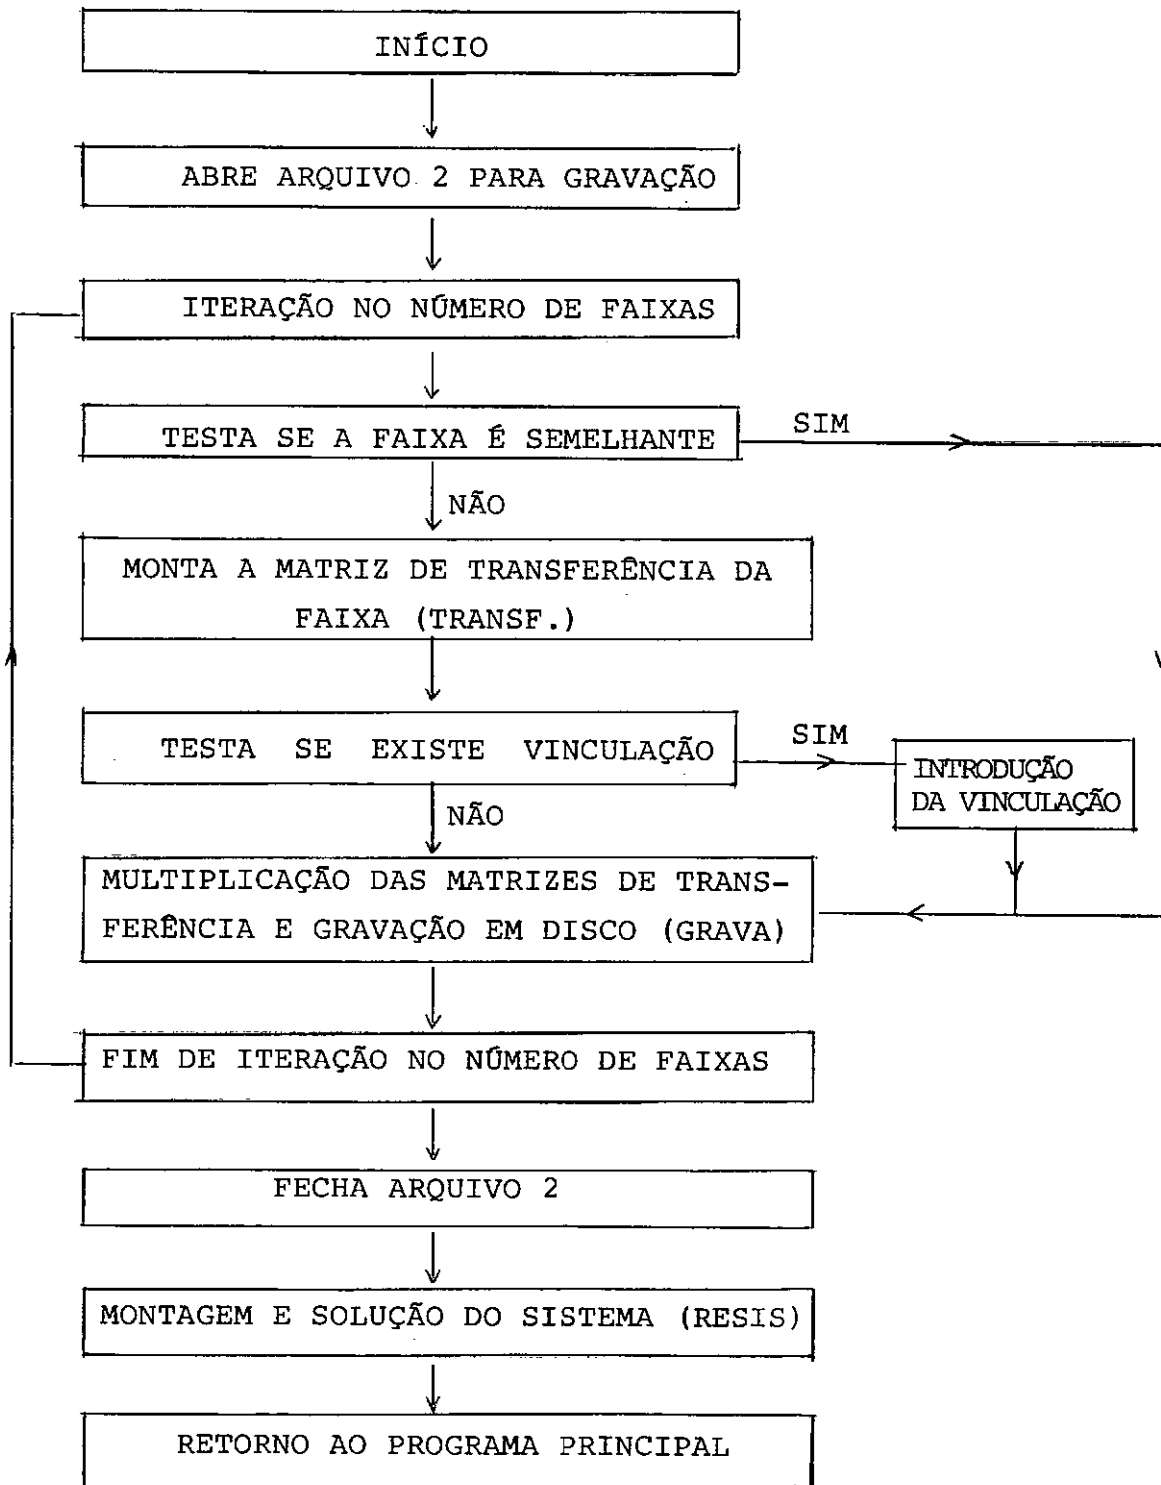 INÍCIO
ABRE ARQUIVO 2 PARA GRAVAÇÃO
ITERAÇÃO NO NÚMERO DE FAIXAS
TESTA SE A FAIXA É SEMELHANTE
SIM
NÃO
MONTA A MATRIZ DE TRANSFERÊNCIA DA
FAIXA (TRANSF.)
TESTA SE EXISTE VINCULAÇÃO
SIM
INTRODUÇÃO
DA VINCULAÇÃO
NÃO
MULTIPLICAÇÃO DAS MATRIZES DE TRANS-
FERÊNCIA E GRAVAÇÃO EM DISCO (GRAVA)
FIM DE ITERAÇÃO NO NÚMERO DE FAIXAS
FECHA ARQUIVO 2
MONTAGEM E SOLUÇÃO DO SISTEMA (RESIS)
RETORNO AO PROGRAMA PRINCIPAL